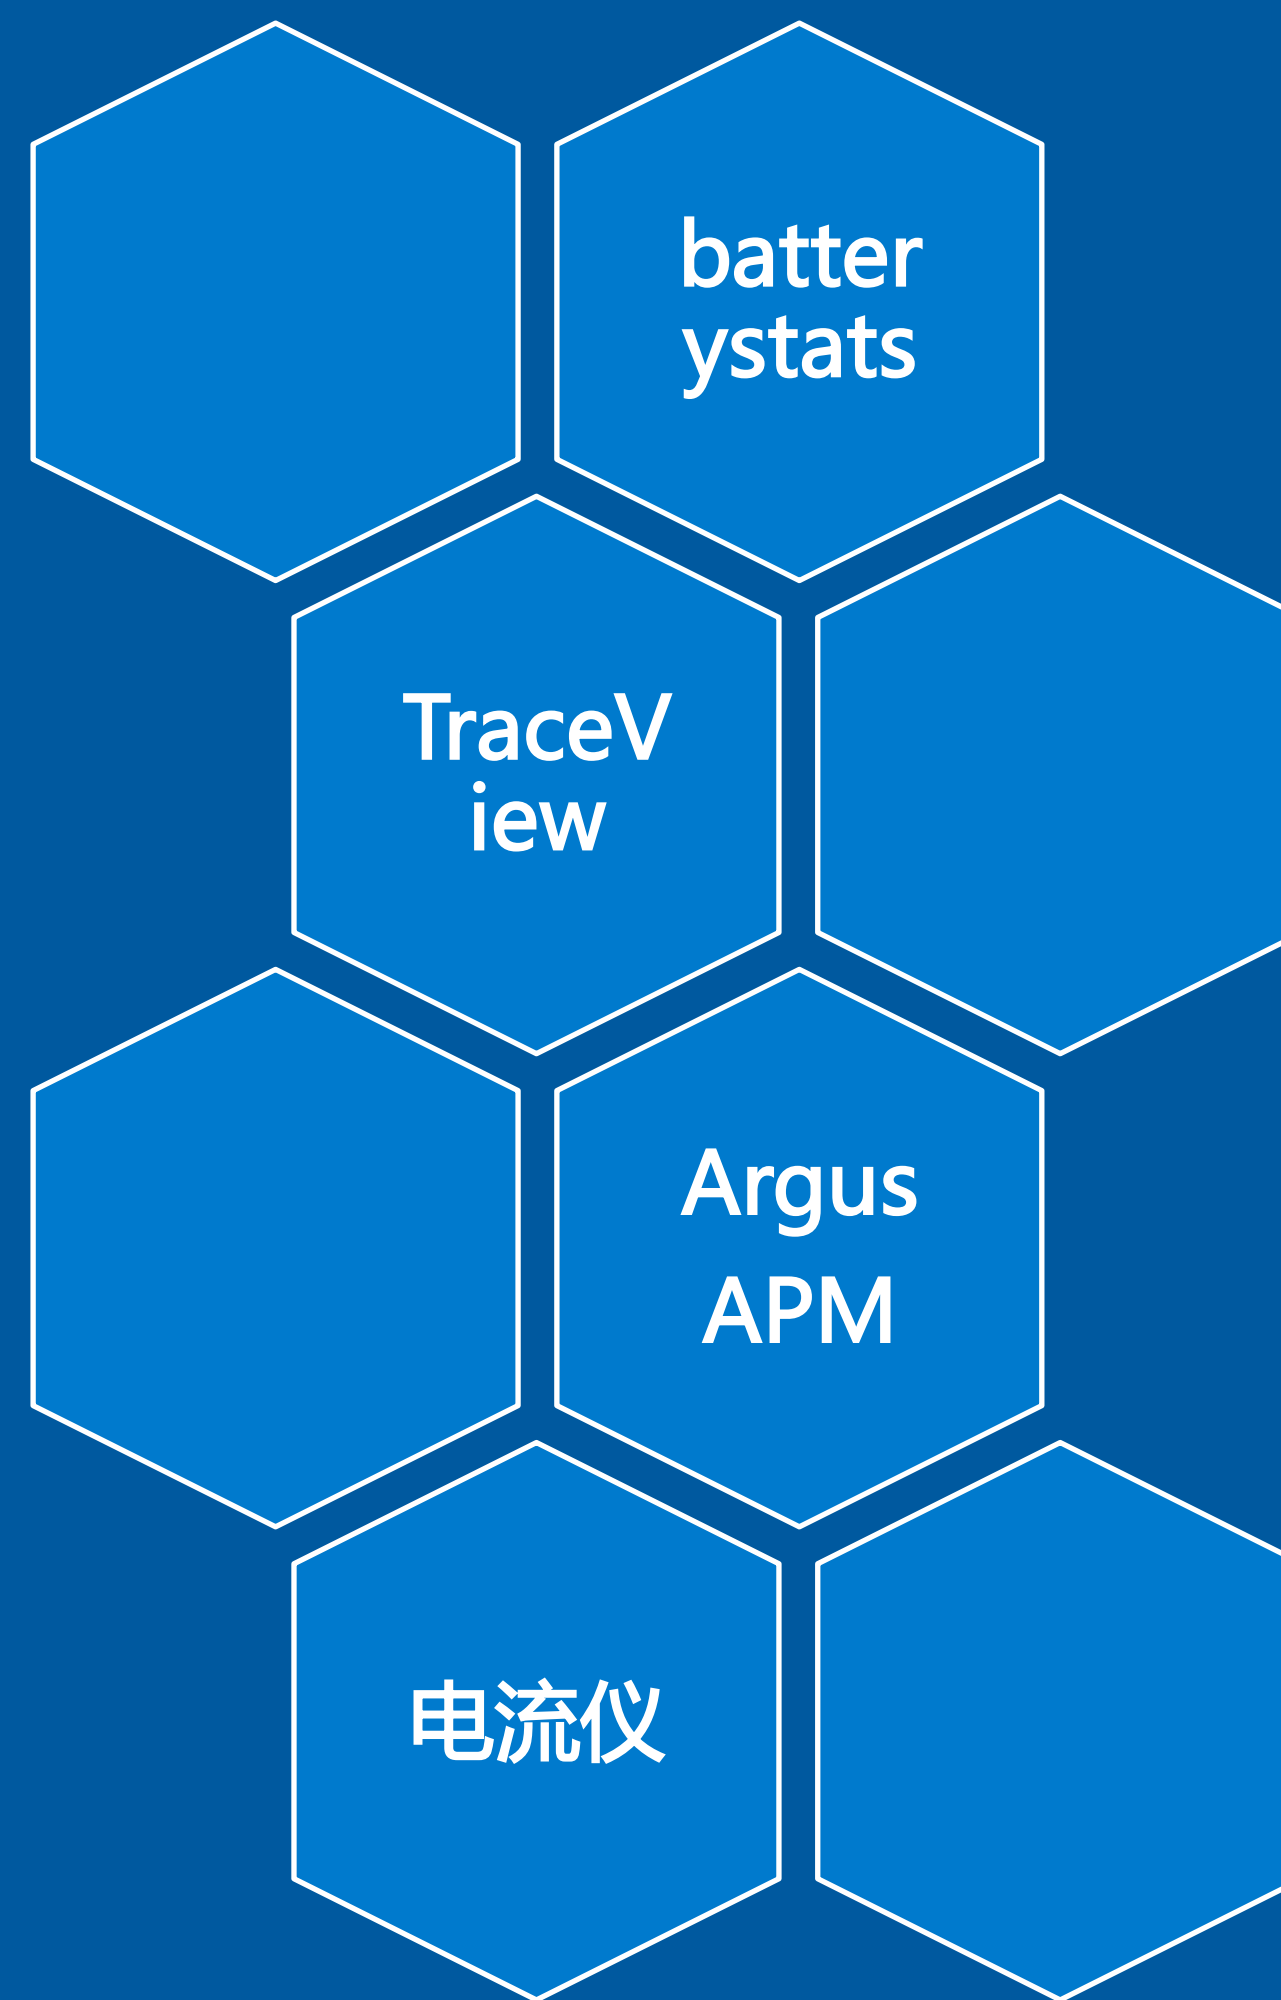 batter
ystats
TraceV
iew
Argus
APM
电流仪